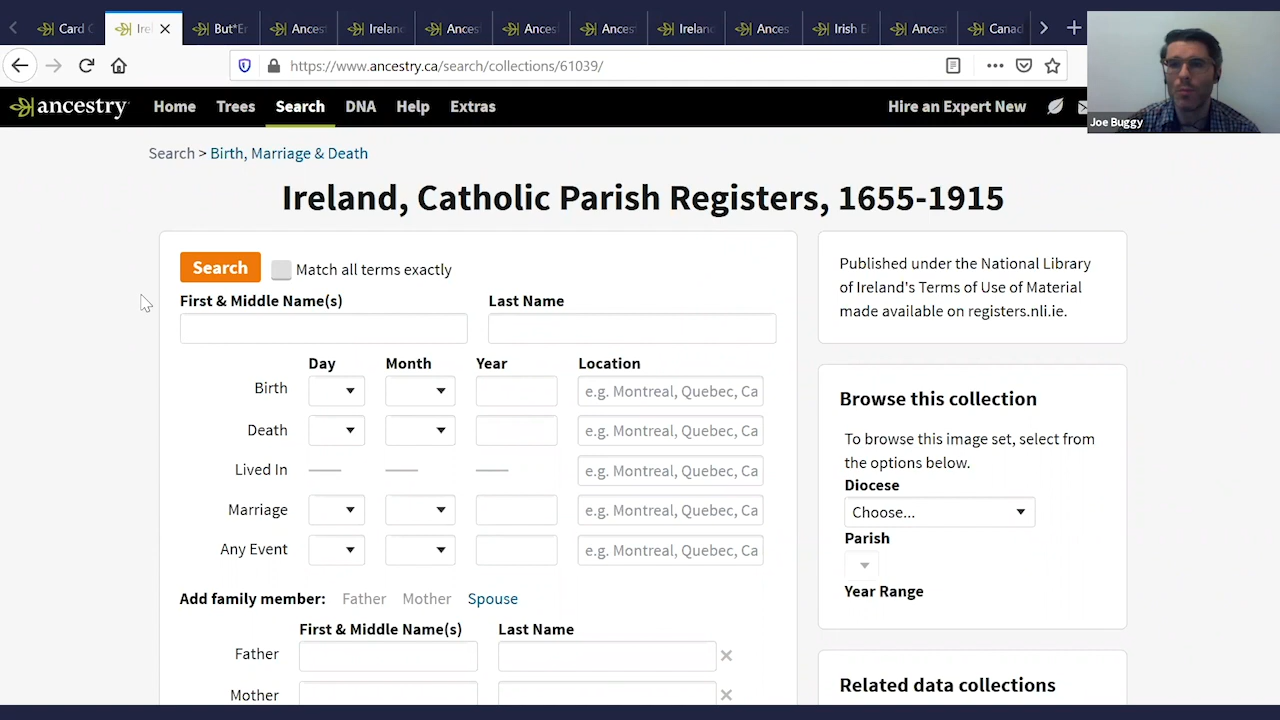 Card C
Irel
But*Er
Ances
Ireland
Ances
Ances
Ances
Ireland
Ances
Irish E
Ances
Canad
https://www.ancestry.ca/search/collections/61039/
ancestry
Home
Trees
Search
DNA
Help
Extras
Hire an Expert New
Joe Buggy
Search > Birth, Marriage & Death
Ireland, Catholic Parish Registers, 1655-1915
Search
Match all terms exactly
First & Middle Name(s)
Last Name
Day
Month
Year
Location
Birth
e.g. Montreal, Quebec, Ca
Death
e.g. Montreal, Quebec, Ca
Lived In
e.g. Montreal, Quebec, Ca
Marriage
e.g. Montreal, Quebec, Ca
Any Event
e.g. Montreal, Quebec, Ca
Add family member: Father Mother Spouse
First & Middle Name(s)
Last Name
Father
Mother
Published under the National Library
of Ireland's Terms of Use of Material
made available on registers.nli.ie.
Browse this collection
To browse this image set, select from
the options below.
Diocese
Choose...
Parish
Year Range
Related data collections